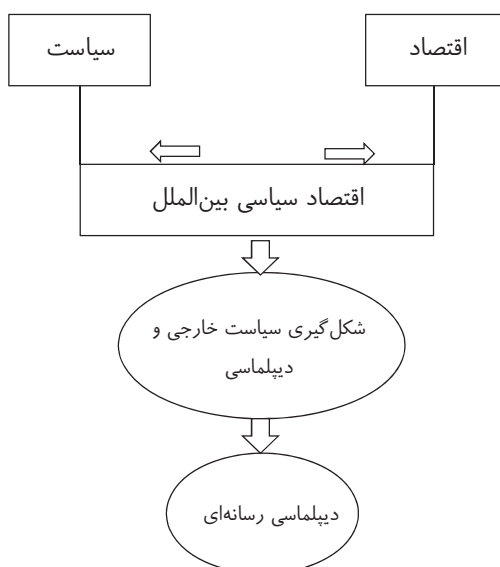 اقتصاد
سیاست
اقتصاد سیاسی بین‌الملل
شکل‌گیری سیاست خارجی و
دیپلماسی
دیپلماسی رسانه‌ای